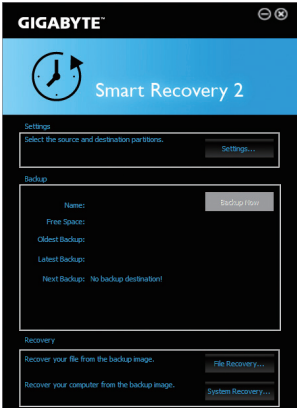 GIGABYTE™
Smart Recovery 2
Settings
Select the source and destination partitions.
Settings...
Backup
Name:
Backup Now
Free Space:
Oldest Backup:
Latest Backup:
Next Backup: No backup destination!
Recovery
Recover your file from the backup image.
File Recovery...
Recover your computer from the backup image.
System Recovery...